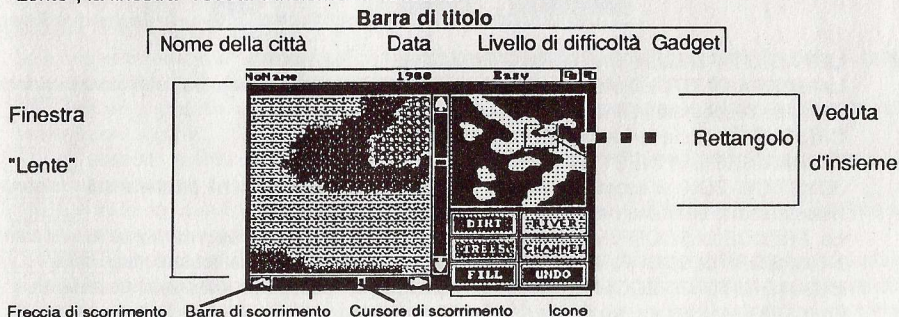 Barra di titolo
Nome della città Data Livello di difficoltà Gadget
NoName 1900 Easy
Finestra
"Lente"
Rettangolo
Veduta
d'insieme
DIRT RIVER
TREES CHANNEL
FILL UNDO
Freccia di scorrimento Barra di scorrimento Cursore di scorrimento Icone